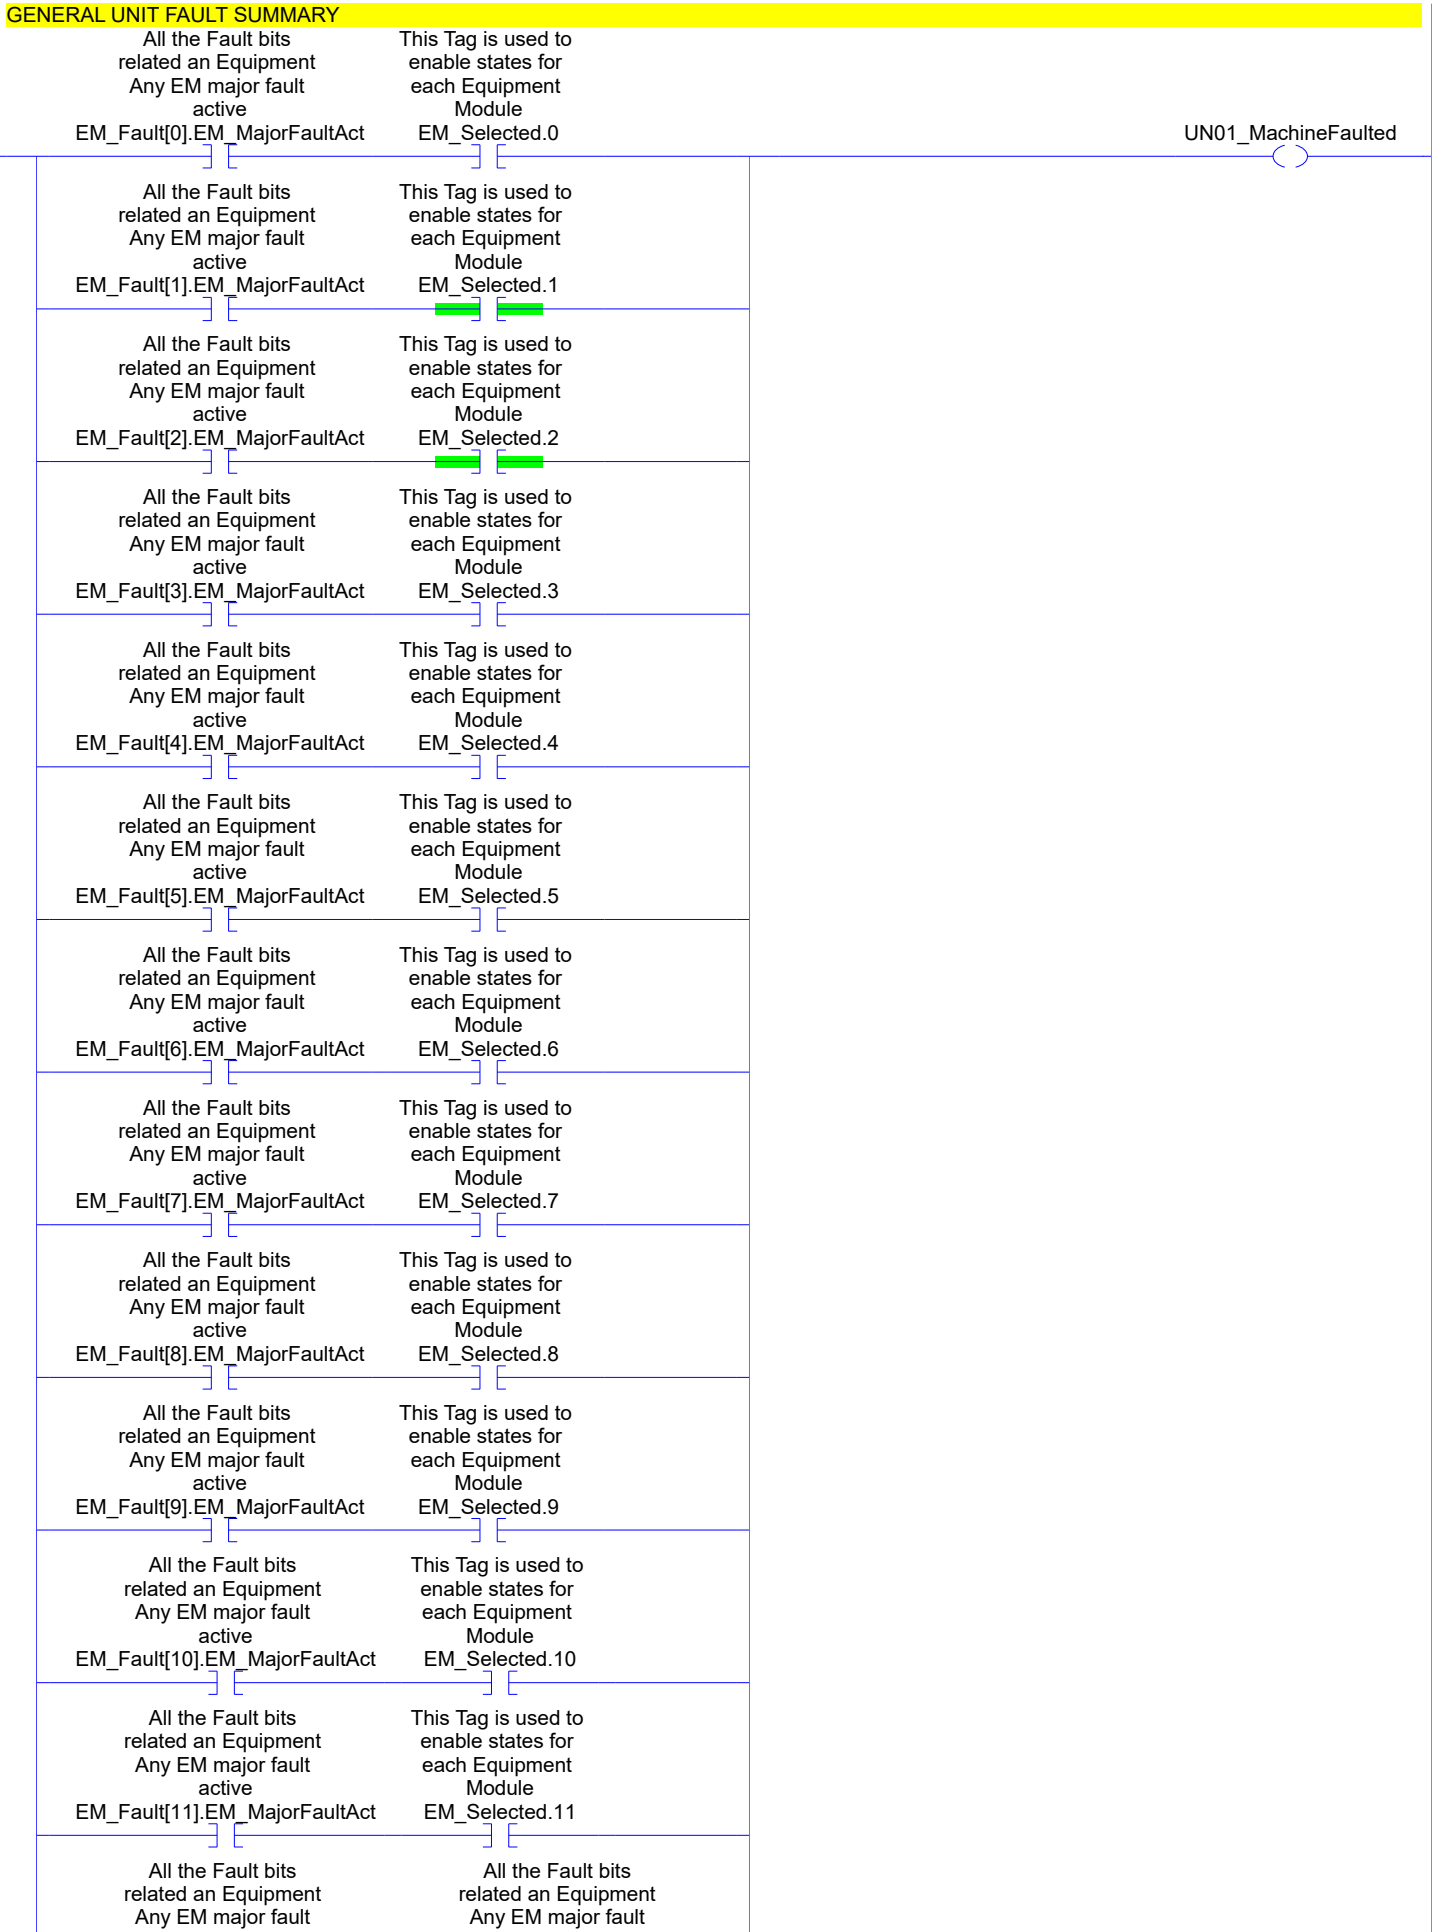 GENERAL UNIT FAULT SUMMARY
All the Fault bits
related an Equipment
Any EM major fault
active
EM_Fault[0].EM_MajorFaultAct
This Tag is used to
enable states for
each Equipment
Module
EM_Selected.0
UN01_MachineFaulted
All the Fault bits
related an Equipment
Any EM major fault
active
EM_Fault[1].EM_MajorFaultAct
This Tag is used to
enable states for
each Equipment
Module
EM_Selected.1
All the Fault bits
related an Equipment
Any EM major fault
active
EM_Fault[2].EM_MajorFaultAct
This Tag is used to
enable states for
each Equipment
Module
EM_Selected.2
All the Fault bits
related an Equipment
Any EM major fault
active
EM_Fault[3].EM_MajorFaultAct
This Tag is used to
enable states for
each Equipment
Module
EM_Selected.3
All the Fault bits
related an Equipment
Any EM major fault
active
EM_Fault[4].EM_MajorFaultAct
This Tag is used to
enable states for
each Equipment
Module
EM_Selected.4
All the Fault bits
related an Equipment
Any EM major fault
active
EM_Fault[5].EM_MajorFaultAct
This Tag is used to
enable states for
each Equipment
Module
EM_Selected.5
All the Fault bits
related an Equipment
Any EM major fault
active
EM_Fault[6].EM_MajorFaultAct
This Tag is used to
enable states for
each Equipment
Module
EM_Selected.6
All the Fault bits
related an Equipment
Any EM major fault
active
EM_Fault[7].EM_MajorFaultAct
This Tag is used to
enable states for
each Equipment
Module
EM_Selected.7
All the Fault bits
related an Equipment
Any EM major fault
active
EM_Fault[8].EM_MajorFaultAct
This Tag is used to
enable states for
each Equipment
Module
EM_Selected.8
All the Fault bits
related an Equipment
Any EM major fault
active
EM_Fault[9].EM_MajorFaultAct
This Tag is used to
enable states for
each Equipment
Module
EM_Selected.9
All the Fault bits
related an Equipment
Any EM major fault
active
EM_Fault[10].EM_MajorFaultAct
This Tag is used to
enable states for
each Equipment
Module
EM_Selected.10
All the Fault bits
related an Equipment
Any EM major fault
active
EM_Fault[11].EM_MajorFaultAct
This Tag is used to
enable states for
each Equipment
Module
EM_Selected.11
All the Fault bits
related an Equipment
Any EM major fault
All the Fault bits
related an Equipment
Any EM major fault